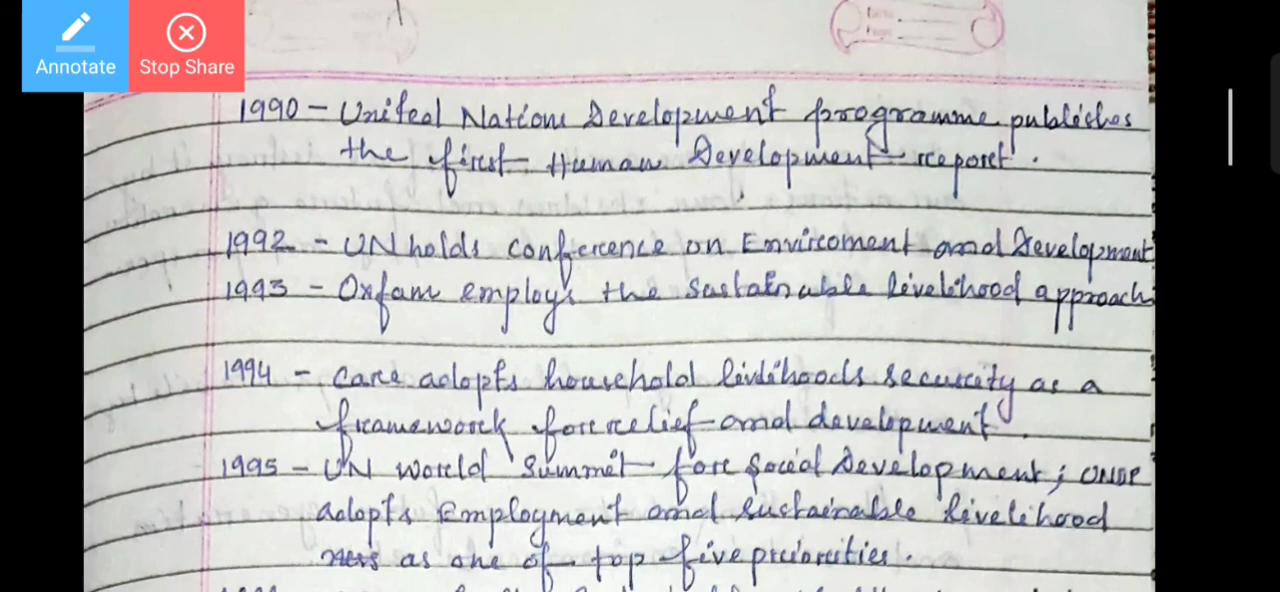 Annotate
Stop Share
1990 - United Nations Development programme publishes
the first Human Development report.
1992 - UN holds conference on Enviroment and Development
1993 - Oxfam employs the sustainable livelihood approach
1994 - Care adopts household livelihoods security as a
framework for relief and development.
1995 - UN world summit for social Development; UNDP
adopts Employment and sustainable livelihood
as one of top five priorities.